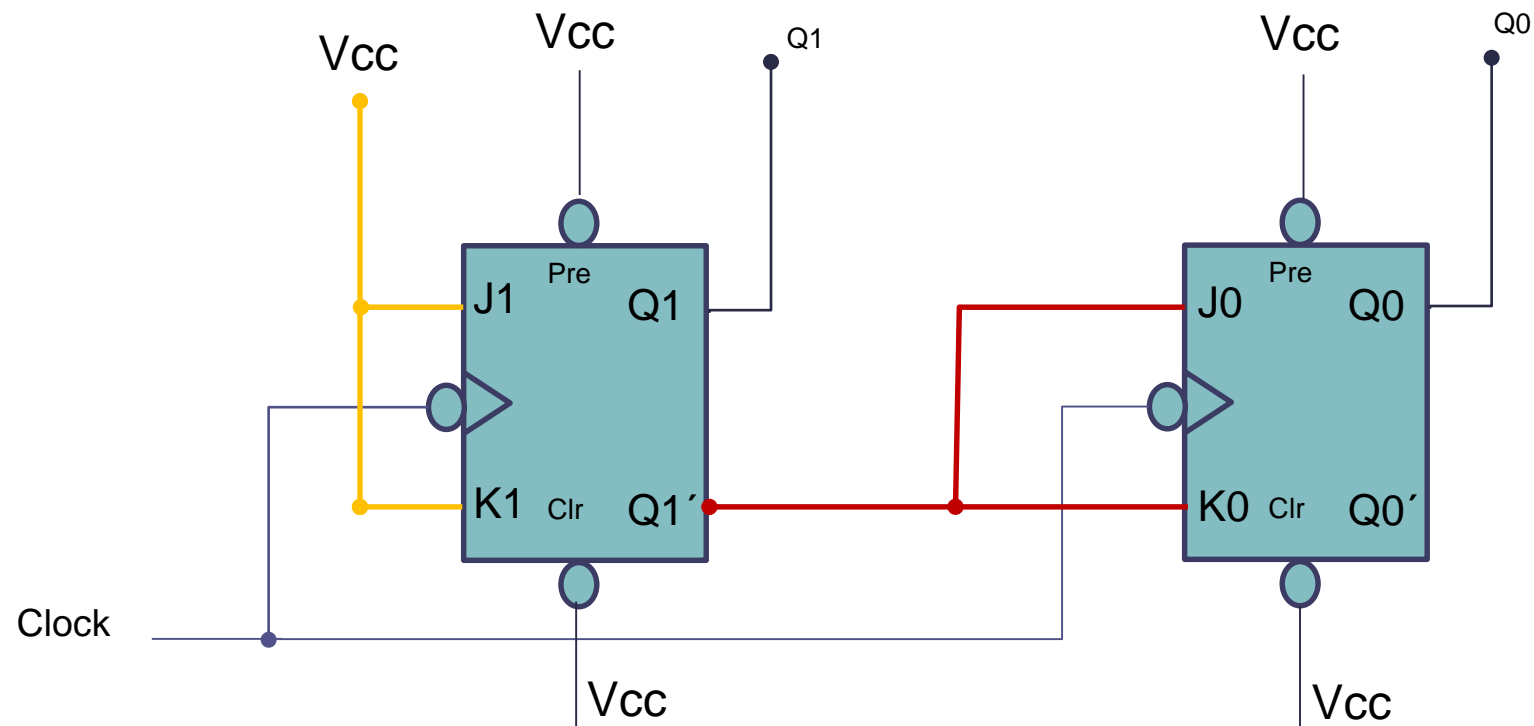 Vcc
Vcc
Q1
Vcc
Q0
Pre
J1
Q1
K1
Clr
Q1´
Pre
J0
Q0
K0
Clr
Q0´
Clock
Vcc
Vcc